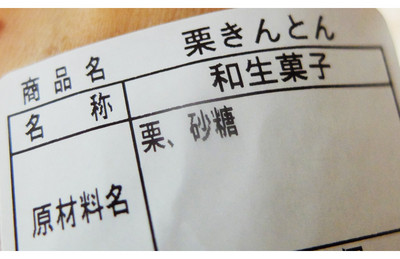 商品名 栗きんとん
名称 和生菓子
原材料名 栗、砂糖